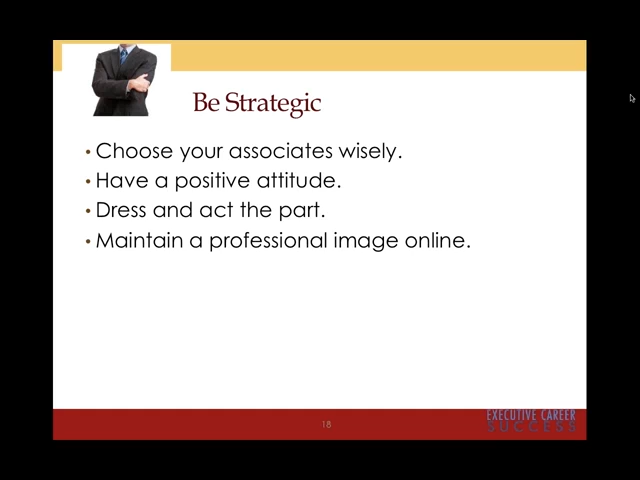 Be Strategic
• Choose your associates wisely.
• Have a positive attitude.
• Dress and act the part.
• Maintain a professional image online.
18
EXECUTIVE CAREER
SUCCESS